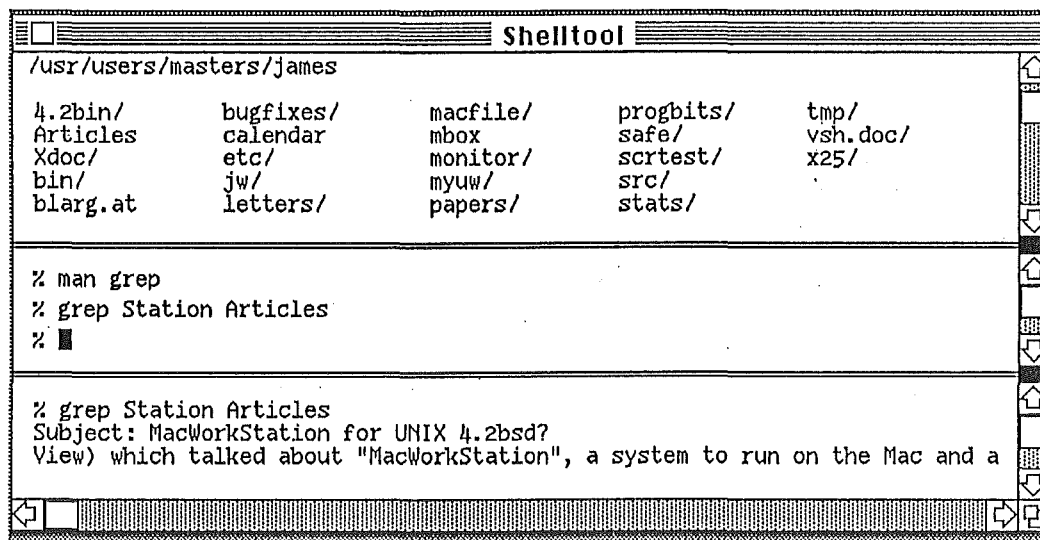 Shelltool
/usr/users/masters/james
4.2bin/ bugfixes/ macfile/ progbits/ tmp/
Articles calendar mbox safe/ vsh.doc/
Xdoc/ etc/ monitor/ scrtest/ x25/
bin/ jw/ myuw/ src/
blarg.at letters/ papers/ stats/
% man grep
% grep Station Articles
%
% grep Station Articles
Subject: MacWorkStation for UNIX 4.2bsd?
View) which talked about "MacWorkStation", a system to run on the Mac and a